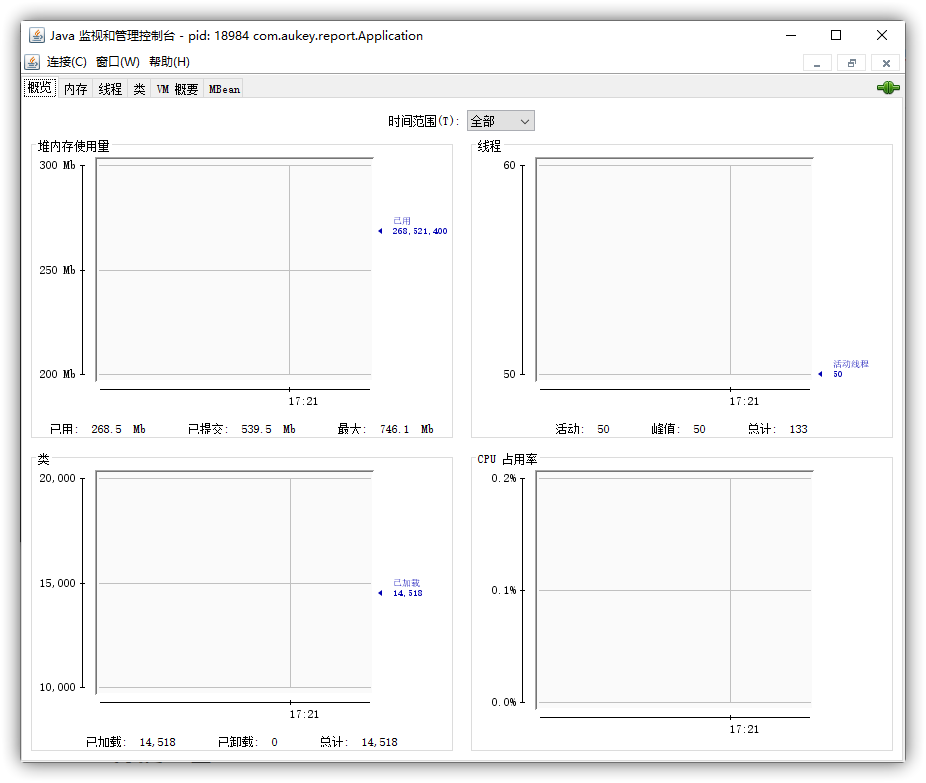 Java 监视和管理控制台 - pid: 18984 com.aukey.report.Application
连接(C) 窗口(W) 帮助(H)
概览 内存 线程 类 VM 概要 MBean
时间范围(T): 全部
堆内存使用量
300 Mb
已用
268,521,400
250 Mb
200 Mb
17:21
已用: 268.5 Mb 已提交: 539.5 Mb 最大: 746.1 Mb
线程
60
50
活动线程
50
17:21
活动: 50 峰值: 50 总计: 133
类
20,000
15,000
已加载
14,518
10,000
17:21
已加载: 14,518 已卸载: 0 总计: 14,518
CPU 占用率
0.2%
0.1%
0.0%
17:21